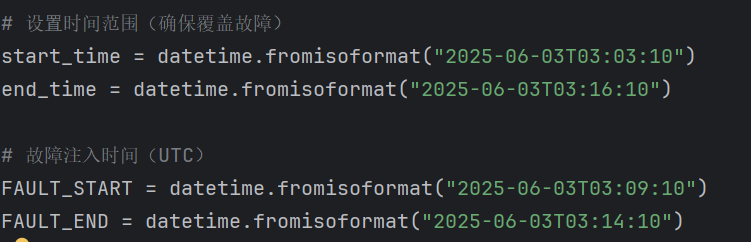 # 设置时间范围（确保覆盖故障）
start_time = datetime.fromisoformat("2025-06-03T03:03:10")
end_time = datetime.fromisoformat("2025-06-03T03:16:10")
# 故障注入时间（UTC）
FAULT_START = datetime.fromisoformat("2025-06-03T03:09:10")
FAULT_END = datetime.fromisoformat("2025-06-03T03:14:10")